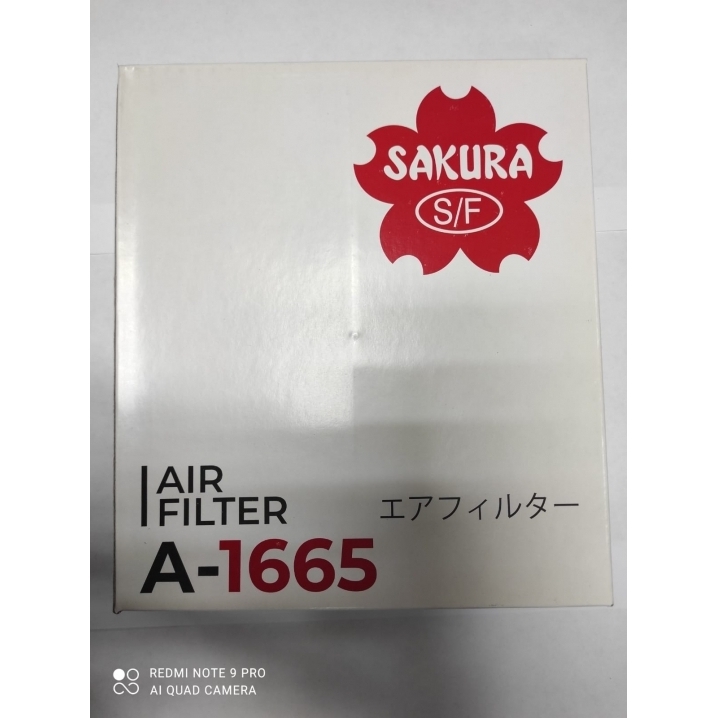 SAKURA
S/F
AIR
FILTER
エアフィルター
A-1665
REDMI NOTE 9 PRO
AI QUAD CAMERA